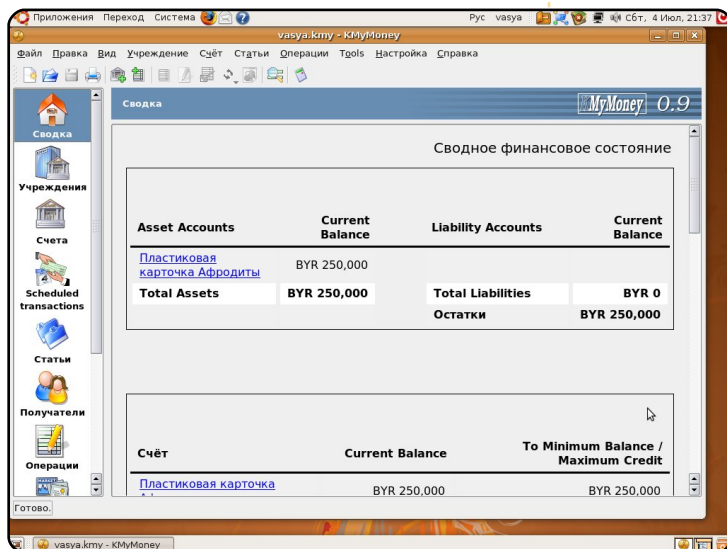 Приложения Переход Система Рус vasya Сбт, 4 Июл, 21:37
vasya.kmy - KMyMoney
Файл Правка Вид Учреждение Счёт Статьи Операции Tools Настройка Справка
Сводка
MyMoney 0.9
Сводка
Учреждения
Счета
Scheduled
transactions
Статьи
Получатели
Операции
Сводное финансовое состояние
Asset Accounts Current Balance Liability Accounts Current Balance
Пластиковая
карточка Афродиты BYR 250,000
Total Assets BYR 250,000 Total Liabilities BYR 0
Остатки BYR 250,000
Счёт Current Balance To Minimum Balance /
Maximum Credit
Пластиковая карточка
BYR 250,000 BYR 250,000
Готово.
vasya.kmy - KMyMoney